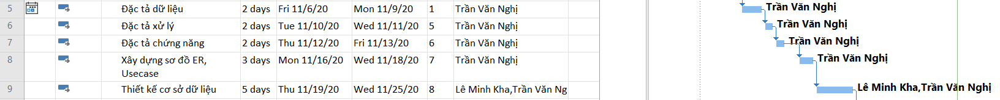 5 Đặc tả dữ liệu 2 days Fri 11/6/20 Mon 11/9/20 1 Trần Văn Nghị Trần Văn Nghị
6 Đặc tả xử lý 2 days Tue 11/10/20 Wed 11/11/20 5 Trần Văn Nghị Trần Văn Nghị
7 Đặc tả chứng năng 2 days Thu 11/12/20 Fri 11/13/20 6 Trần Văn Nghị Trần Văn Nghị
8 Xây dựng sơ đồ ER, 3 days Mon 11/16/20 Wed 11/18/20 7 Trần Văn Nghị Trần Văn Nghị
Usecase
9 Thiết kế cơ sở dữ liệu 5 days Thu 11/19/20 Wed 11/25/20 8 Lê Minh Kha,Trần Văn Ng Lê Minh Kha,Trần Văn Nghị